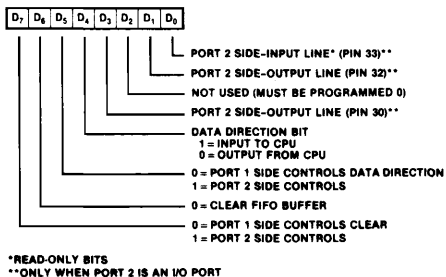 D7 D6 D5 D4 D3 D2 D1 D0
PORT 2 SIDE-INPUT LINE* (PIN 33)**
PORT 2 SIDE-OUTPUT LINE (PIN 32)**
NOT USED (MUST BE PROGRAMMED 0)
PORT 2 SIDE-OUTPUT LINE (PIN 30)**
DATA DIRECTION BIT
1 = INPUT TO CPU
0 = OUTPUT FROM CPU
0 = PORT 1 SIDE CONTROLS DATA DIRECTION
1 = PORT 2 SIDE CONTROLS
0 = CLEAR FIFO BUFFER
0 = PORT 1 SIDE CONTROLS CLEAR
1 = PORT 2 SIDE CONTROLS
*READ-ONLY BITS
**ONLY WHEN PORT 2 IS AN I/O PORT